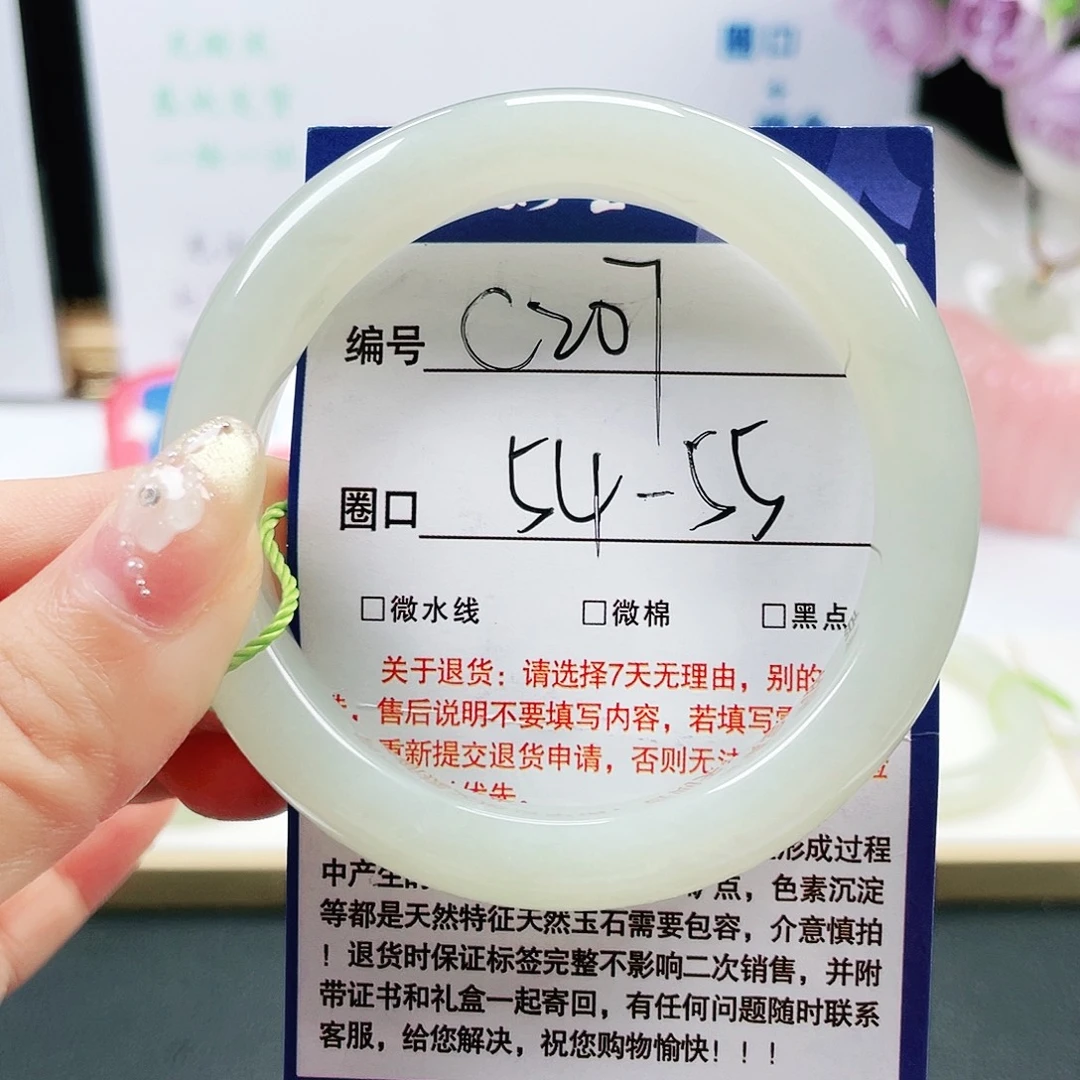 圈口
编号 C207
圈口 54-55
□微水线 □微棉 □黑点
关于退货：请选择7天无理由，别的
售后说明不要填写内容，若填写
重新提交退货申请，否则无法
优先。
形成过程
中产生的 点，色素沉淀
等都是天然特征天然玉石需要包容，介意慎拍
！退货时保证标签完整不影响二次销售，并附
带证书和礼盒一起寄回，有任何问题随时联系
客服，给您解决，祝您购物愉快！！！